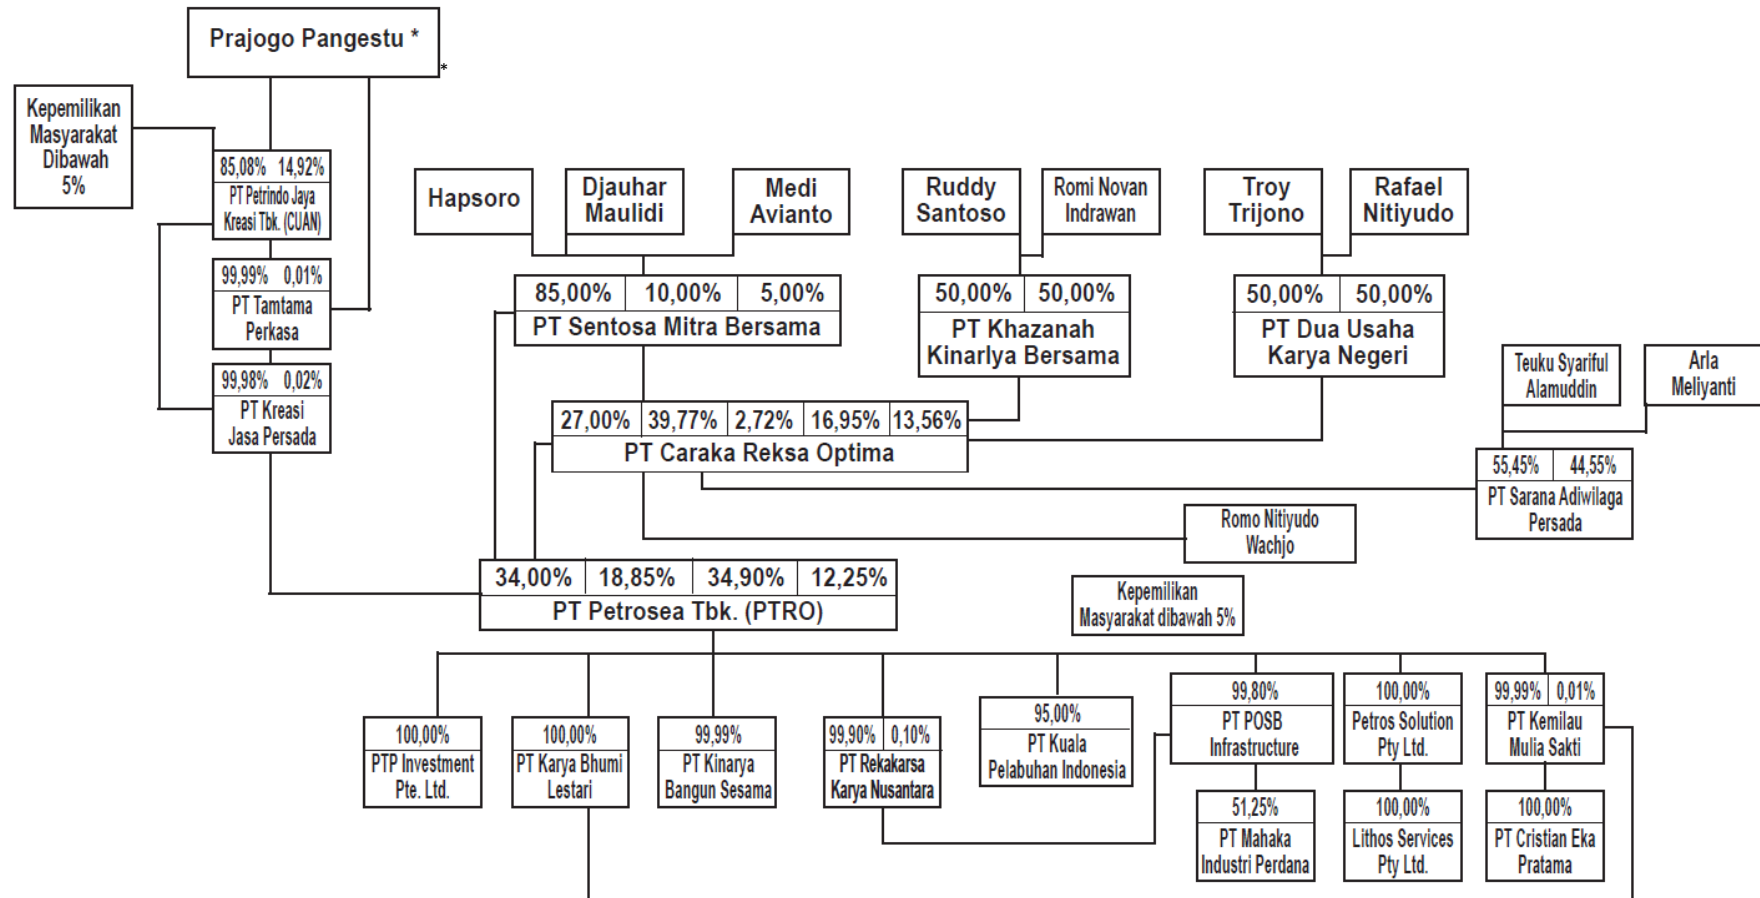 Prajogo Pangestu *
*
Kepemilikan
Masyarakat
Dibawah
5%
85,08% 14,92%
PT Petrindo Jaya
Kreasi Tbk. (CUAN)
99,99% 0,01%
PT Tamtama
Perkasa
99,98% 0,02%
PT Kreasi
Jasa Persada
Hapsoro
Djauhar
Maulidi
Medi
Avianto
85,00% 10,00% 5,00%
PT Sentosa Mitra Bersama
Ruddy
Santoso
Romi Novan
Indrawan
50,00% 50,00%
PT Khazanah
Kinarlya Bersama
Troy
Trijono
Rafael
Nitiyudo
50,00% 50,00%
PT Dua Usaha
Karya Negeri
Teuku Syariful
Alamuddin
Arla
Meliyanti
27,00% 39,77% 2,72% 16,95% 13,56%
PT Caraka Reksa Optima
55,45% 44,55%
PT Sarana Adiwilaga
Persada
Romo Nitiyudo
Wachjo
34,00% 18,85% 34,90% 12,25%
PT Petrosea Tbk. (PTRO)
Kepemilikan
Masyarakat dibawah 5%
100,00%
PTP Investment
Pte. Ltd.
100,00%
PT Karya Bhumi
Lestari
99,99%
PT Kinarya
Bangun Sesama
99,90% 0,10%
PT Rekakarsa
Karya Nusantara
95,00%
PT Kuala
Pelabuhan Indonesia
99,80%
PT POSB
Infrastructure
100,00%
Petros Solution
Pty Ltd.
99,99% 0,01%
PT Kemilau
Mulia Sakti
51,25%
PT Mahaka
Industri Perdana
100,00%
Lithos Services
Pty Ltd.
100,00%
PT Cristian Eka
Pratama